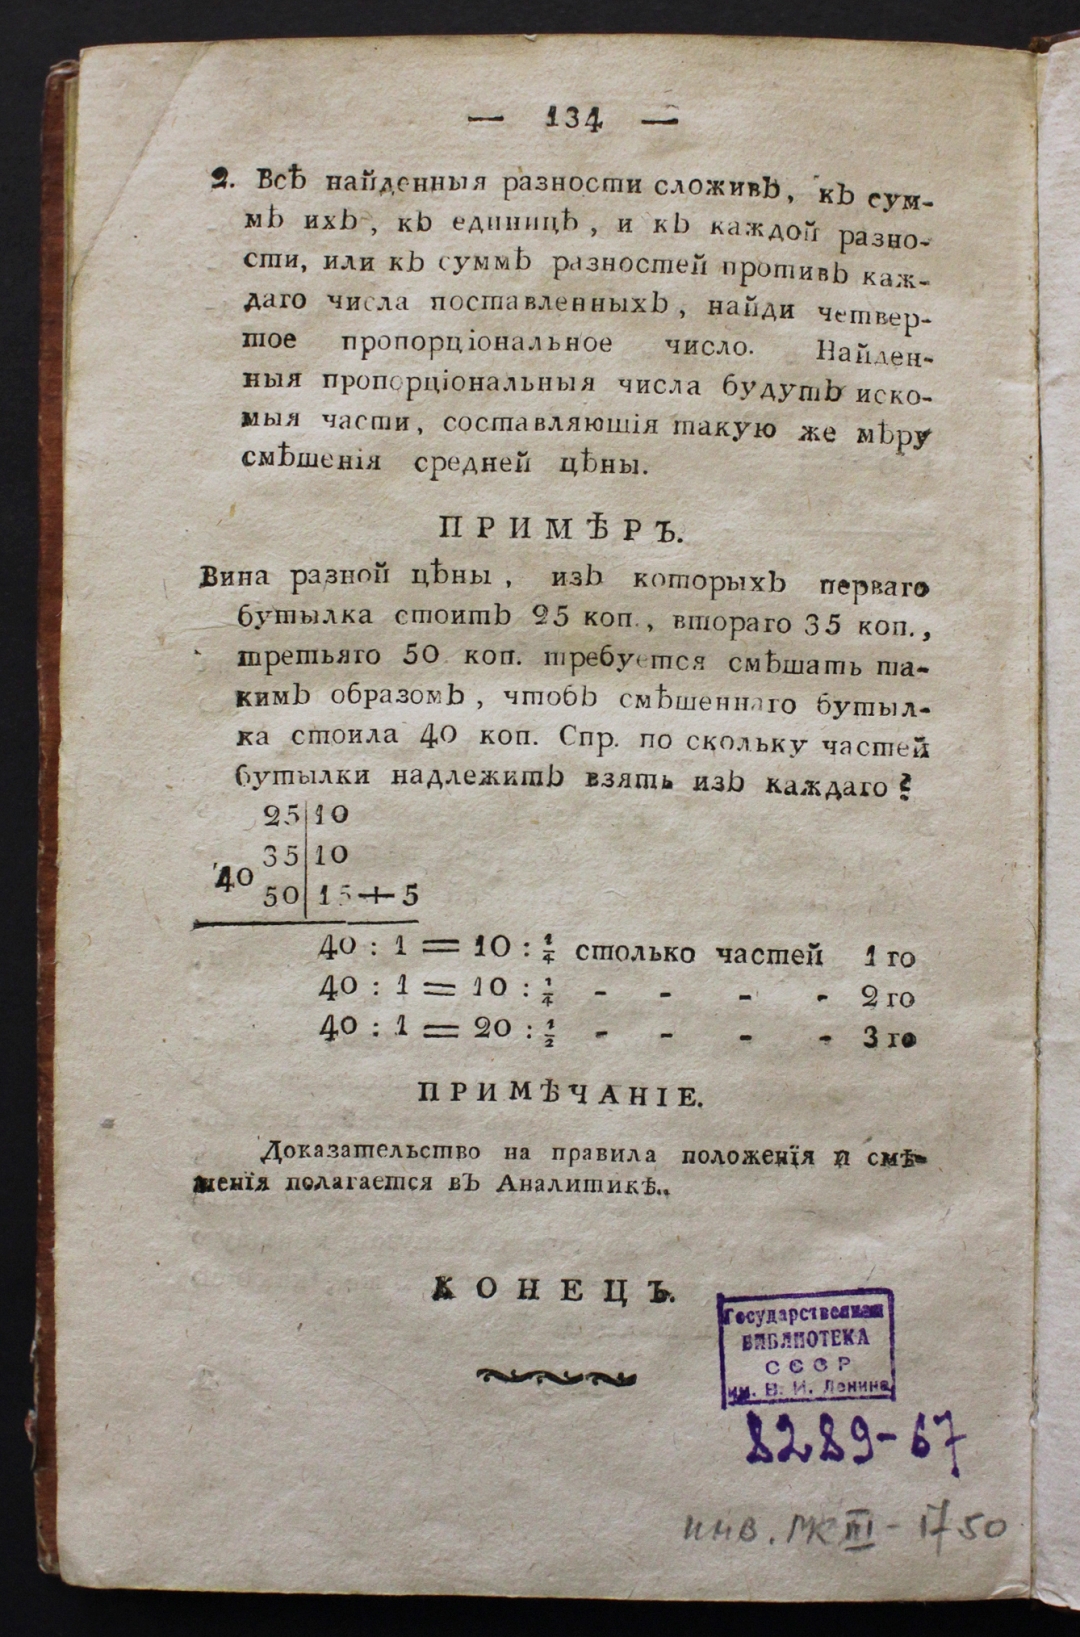 — 134 —
2. Всѣ найденныя разности сложивъ, къ сум-
мѣ ихъ, къ единицѣ, и къ каждой разно-
сти, или къ суммѣ разностей противъ каж-
даго числа поставленныхъ, найди четвер-
тое пропорціональное число. Найден-
ныя пропорціональныя числа будутъ иско-
мыя части, составляющія такую же мѣру
смѣшенія средней цѣны.
ПРИМѢРЪ.
Вина разной цѣны, изъ которыхъ перваго
бутылка стоитъ 25 коп., втораго 35 коп.,
третьяго 50 коп. требуется смѣшать та-
кимъ образомъ, чтобъ смѣшеннаго бутыл-
ка стоила 40 коп. Спр. по скольку частей
бутылки надлежитъ взять изъ каждаго?
25|10
35|10
40
50|15+5
40 : 1 = 10 : 1/4 столько частей 1 го
40 : 1 = 10 : 1/4 - - - - 2 го
40 : 1 = 20 : 1/2 - - - - 3 го
ПРИМѢЧАНІЕ.
Доказательство на правила положенїя и смѣ-
шенїя полагается въ Аналитикѣ..
КОНЕЦЪ.
Государственная
БИБЛИОТЕКА
СССР
им. В. И. Ленина
8289-67
инв. МК III - 1750